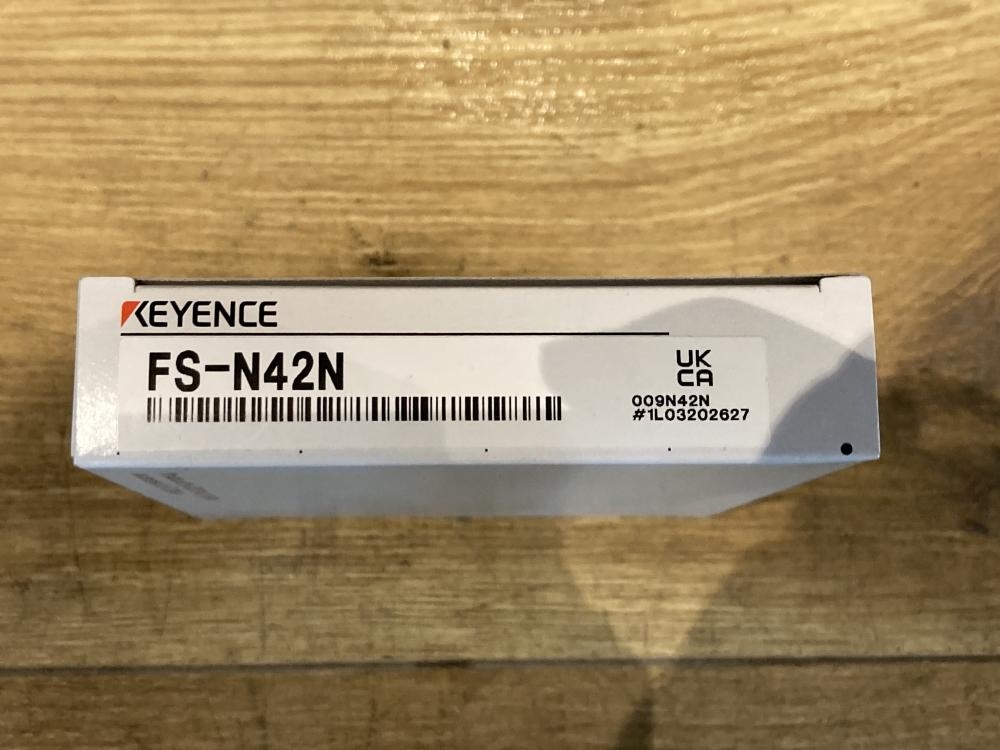 KEYENCE
FS-N42N
UK
CA
009N42N
#1L03202627